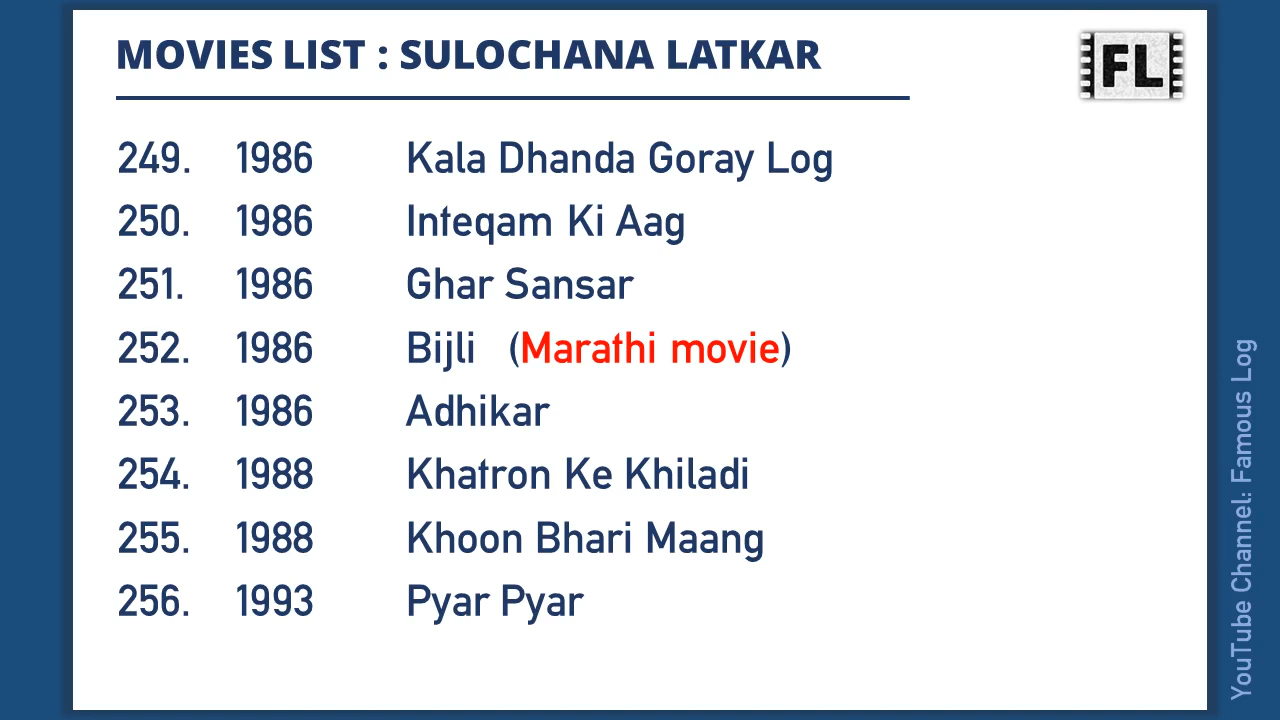 MOVIES LIST : SULOCHANA LATKAR
FL
249. 1986 Kala Dhanda Goray Log
250. 1986 Inteqam Ki Aag
251. 1986 Ghar Sansar
252. 1986 Bijli (Marathi movie)
253. 1986 Adhikar
254. 1988 Khatron Ke Khiladi
255. 1988 Khoon Bhari Maang
256. 1993 Pyar Pyar
YouTube Channel: Famous Log